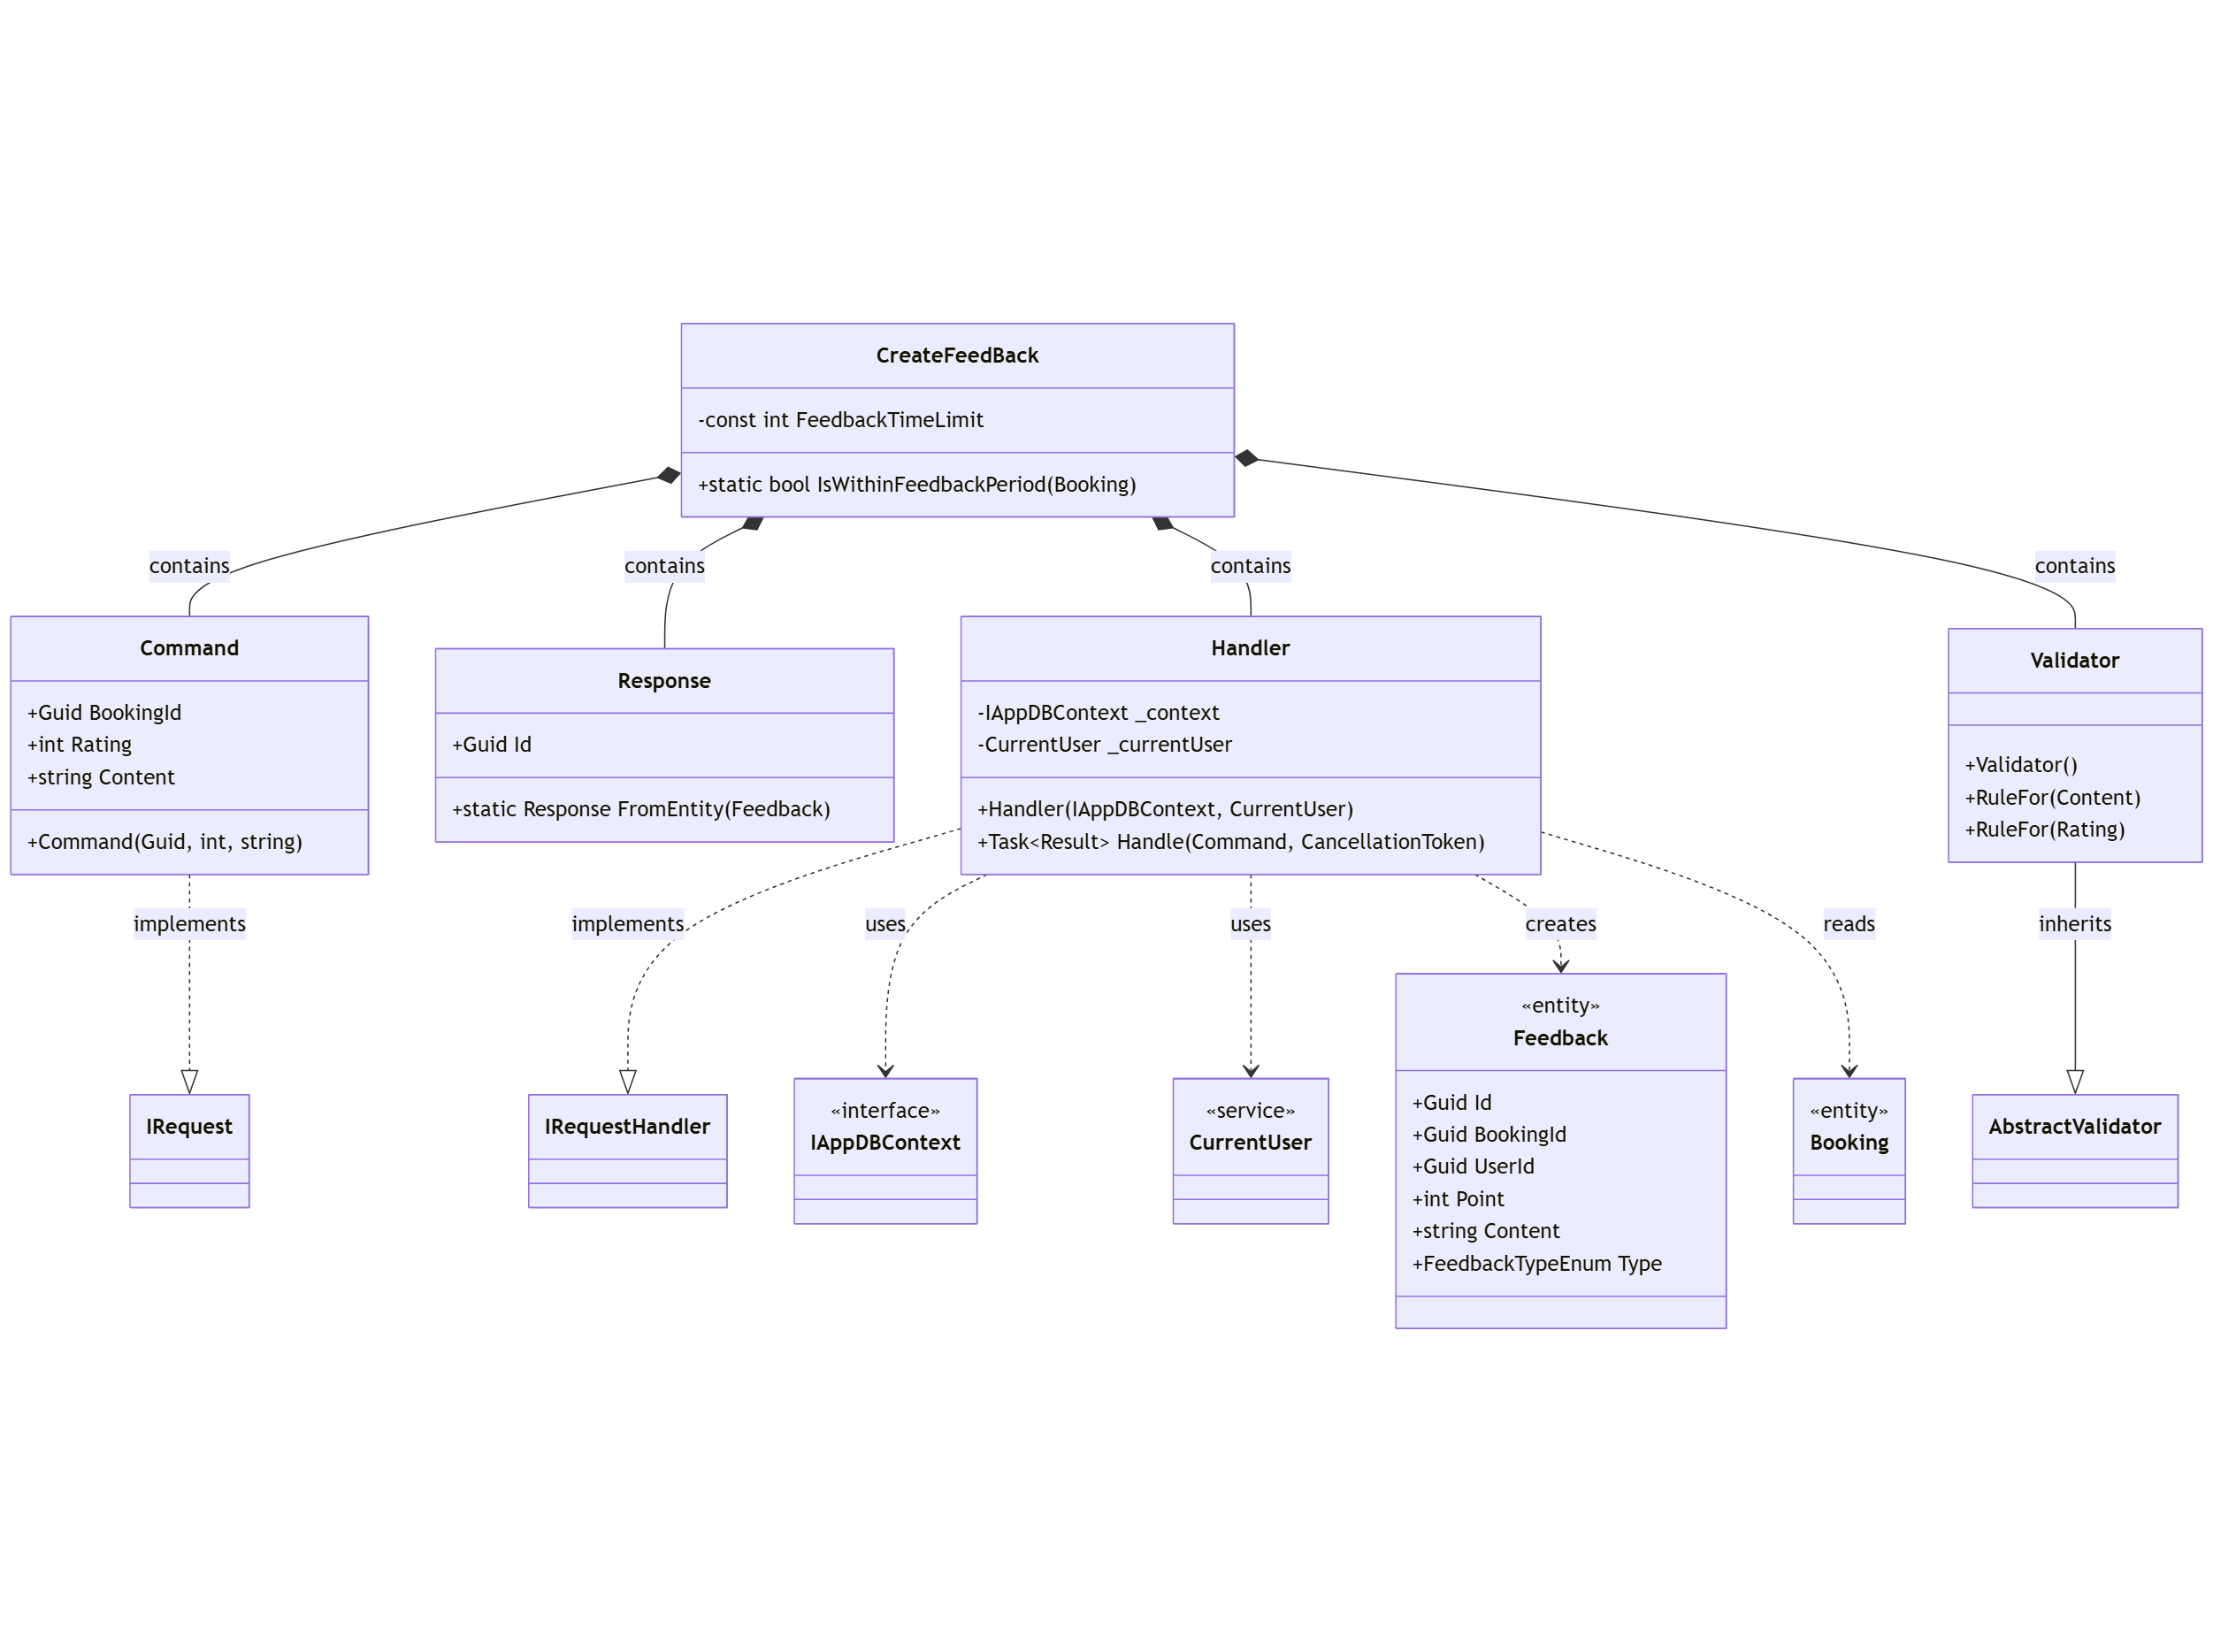 CreateFeedBack
-const int FeedbackTimeLimit
+static bool IsWithinFeedbackPeriod(Booking)
contains
contains
contains
contains
Command
+Guid BookingId
+int Rating
+string Content
+Command(Guid, int, string)
Response
+Guid Id
+static Response FromEntity(Feedback)
Handler
-IAppDBContext _context
-CurrentUser _currentUser
+Handler(IAppDBContext, CurrentUser)
+Task<Result> Handle(Command, CancellationToken)
Validator
+Validator()
+RuleFor(Content)
+RuleFor(Rating)
implements
implements
uses
uses
creates
reads
inherits
IRequest
IRequestHandler
«interface»
IAppDBContext
«service»
CurrentUser
«entity»
Feedback
+Guid Id
+Guid BookingId
+Guid UserId
+int Point
+string Content
+FeedbackTypeEnum Type
«entity»
Booking
AbstractValidator